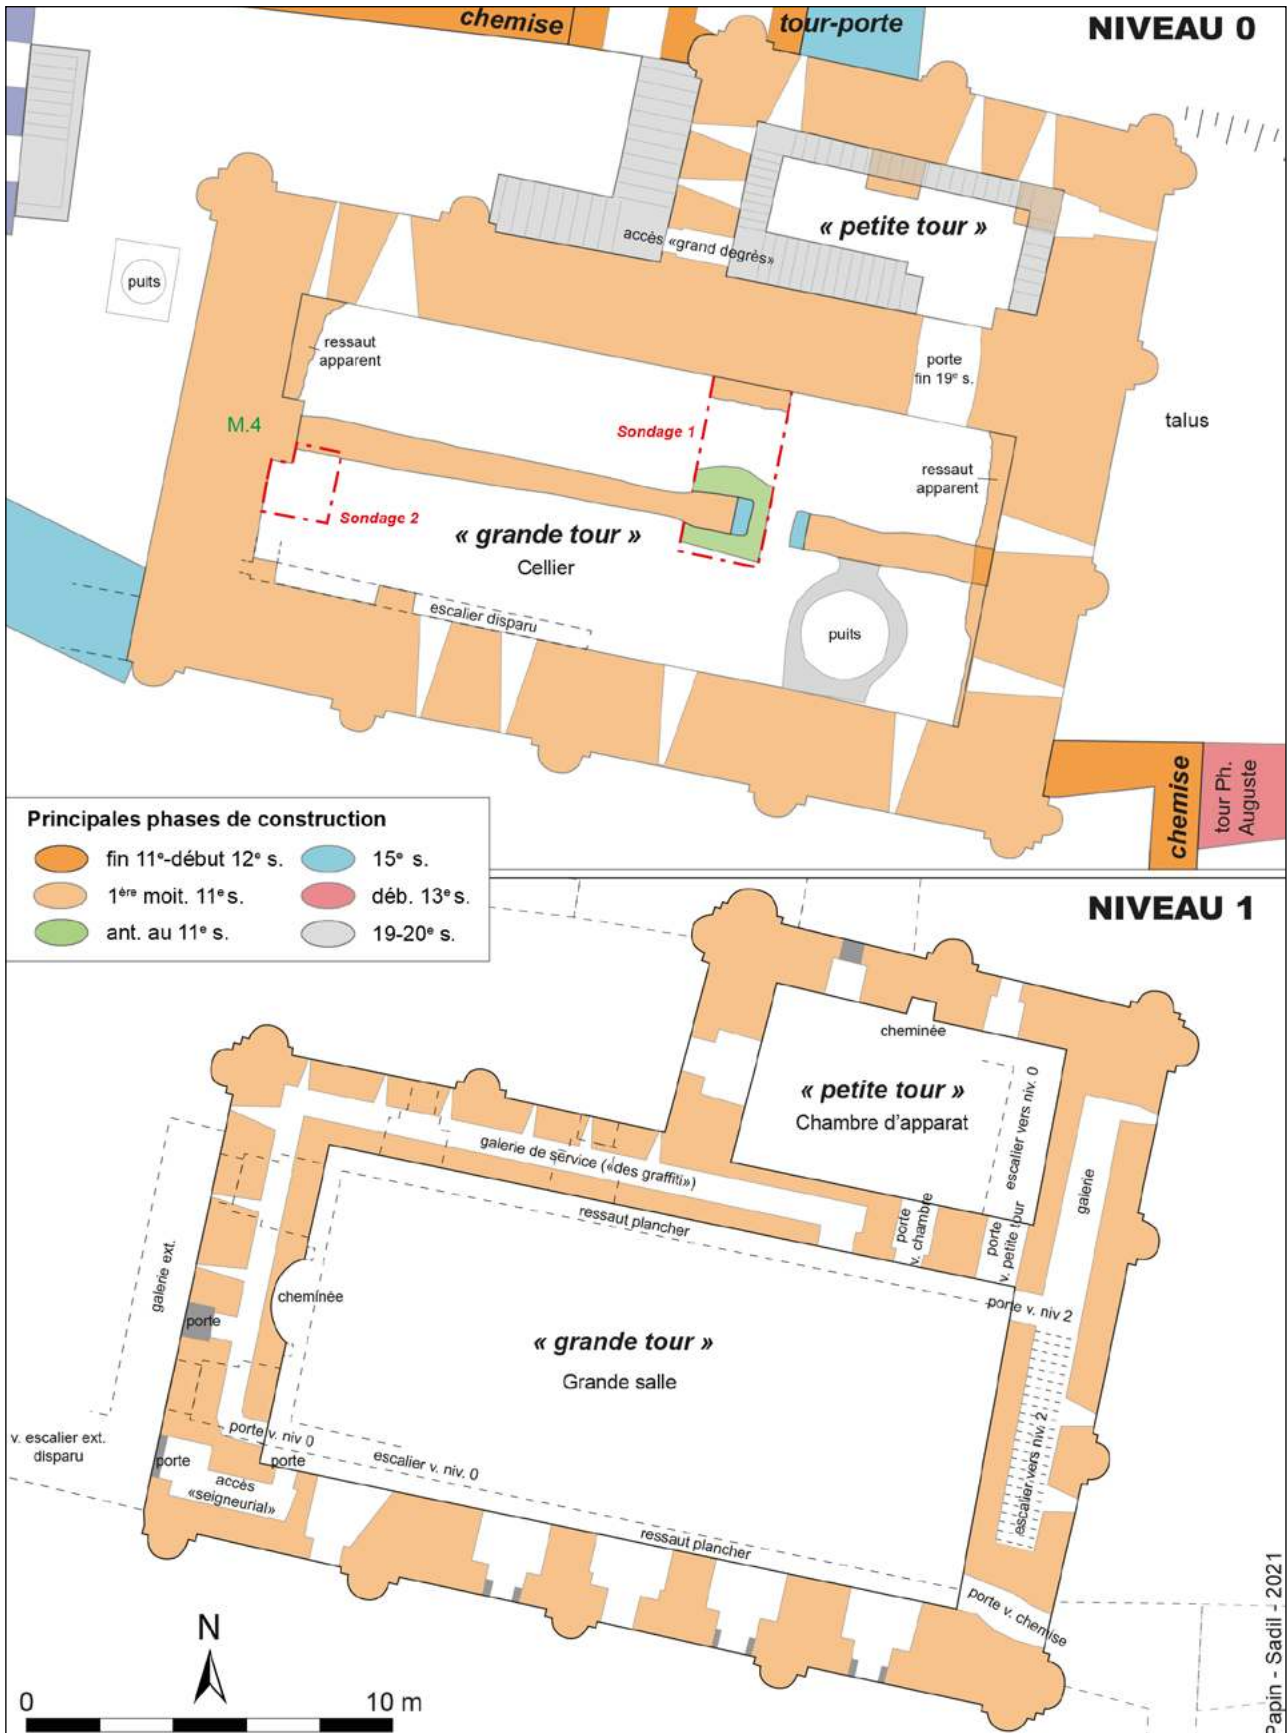 chemise
tour-porte
NIVEAU 0
« petite tour »
accès «grand degrès»
puits
ressaut
apparent
porte
fin 19e s.
talus
M.4
Sondage 1
ressaut
apparent
Sondage 2
« grande tour »
Cellier
escalier disparu
puits
chemise
tour Ph.
Auguste
Principales phases de construction
fin 11e-début 12e s.
15e s.
1ère moit. 11e s.
déb. 13e s.
ant. au 11e s.
19-20e s.
NIVEAU 1
cheminée
« petite tour »
Chambre d'apparat
escalier vers niv. 0
galerie de service («des graffiti»)
galerie
porte
v. chambre
porte
v. petite tour
ressaut plancher
galerie ext.
cheminée
porte v. niv 2
porte
« grande tour »
Grande salle
v. escalier ext.
disparu
porte v. niv 0
escalier v. niv. 0
escalier vers niv. 2
porte
porte
accès
«seigneurial»
ressaut plancher
porte v. chemise
N
0
10 m
Papin - Sadil - 2021